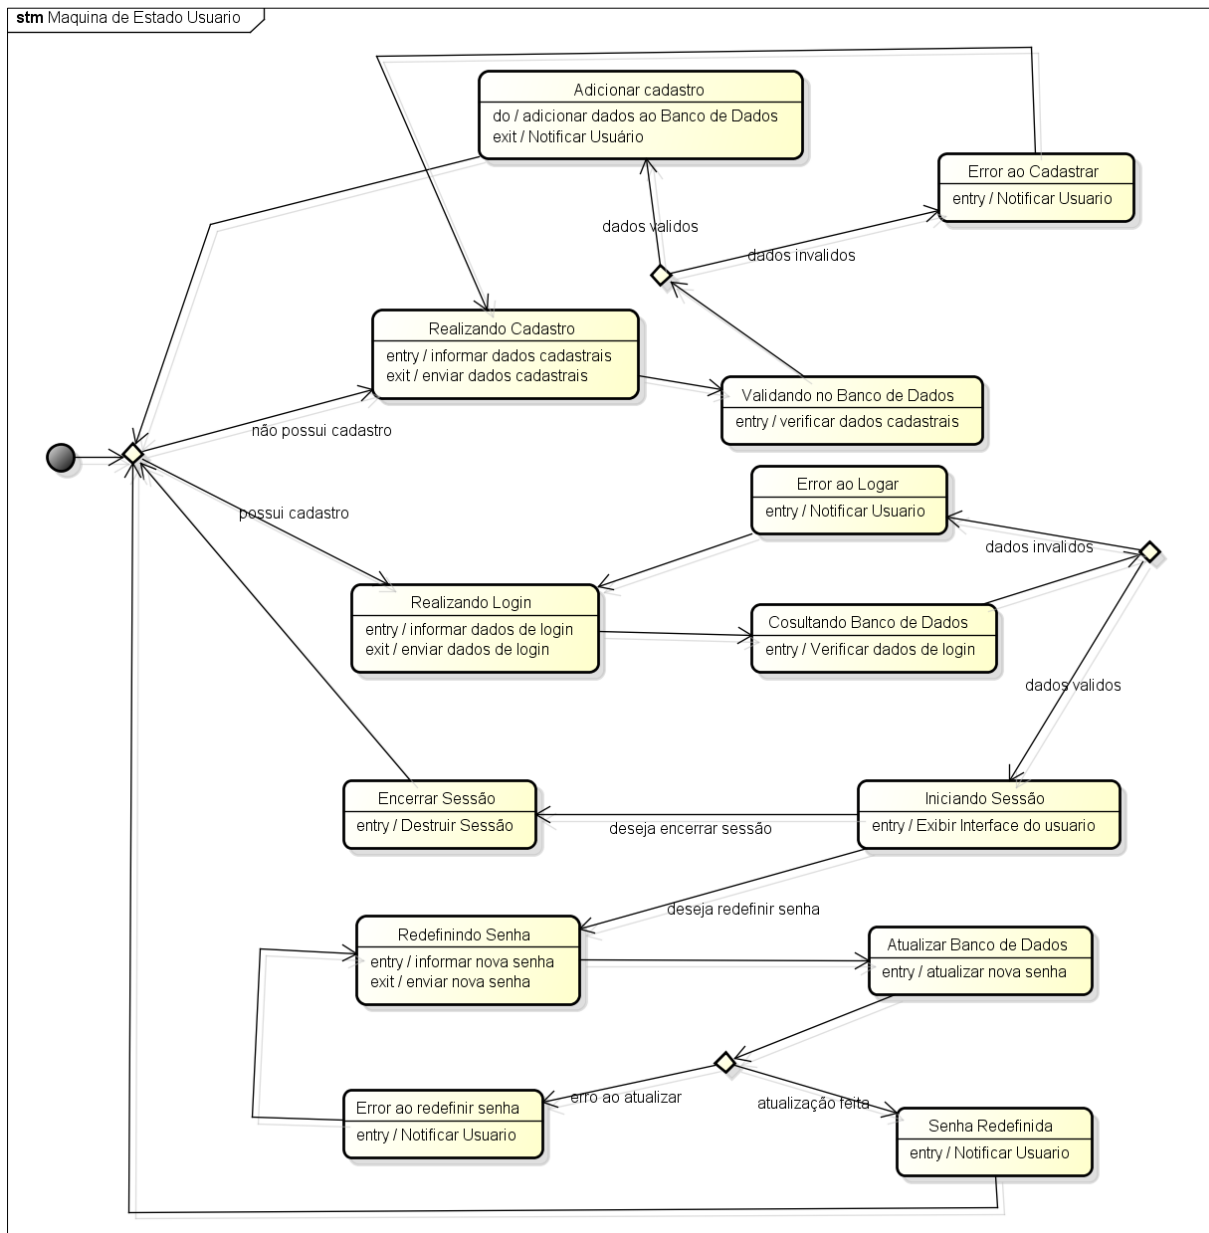 stm Maquina de Estado Usuario
Adicionar cadastro
do / adicionar dados ao Banco de Dados
exit / Notificar Usuário
Error ao Cadastrar
entry / Notificar Usuario
dados validos
dados invalidos
Realizando Cadastro
entry / informar dados cadastrais
exit / enviar dados cadastrais
Validando no Banco de Dados
entry / verificar dados cadastrais
não possui cadastro
Error ao Logar
entry / Notificar Usuario
possui cadastro
dados invalidos
Realizando Login
entry / informar dados de login
exit / enviar dados de login
Cosultando Banco de Dados
entry / Verificar dados de login
dados validos
Encerrar Sessão
entry / Destruir Sessão
deseja encerrar sessão
Iniciando Sessão
entry / Exibir Interface do usuario
deseja redefinir senha
Redefinindo Senha
entry / informar nova senha
exit / enviar nova senha
Atualizar Banco de Dados
entry / atualizar nova senha
erro ao atualizar
atualização feita
Error ao redefinir senha
entry / Notificar Usuario
Senha Redefinida
entry / Notificar Usuario